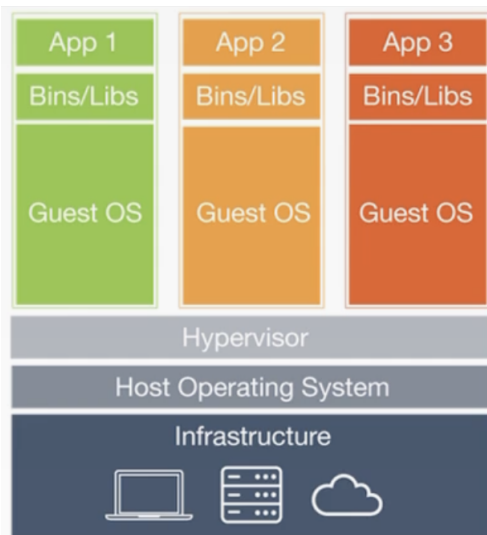 App 1
App 2
App 3
Bins/Libs
Bins/Libs
Bins/Libs
Guest OS
Guest OS
Guest OS
Hypervisor
Host Operating System
Infrastructure